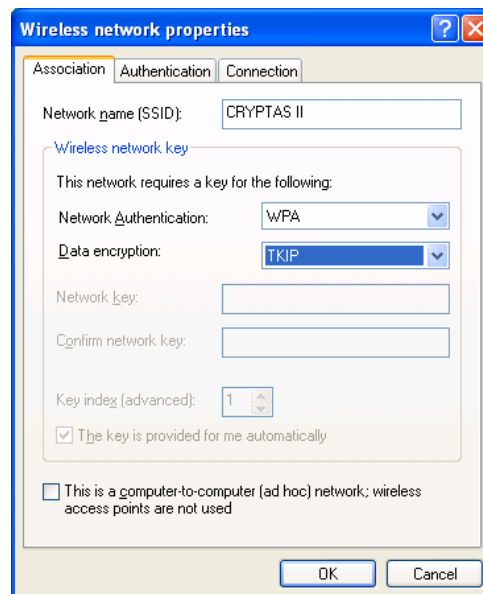 Wireless network properties
Association Authentication Connection
Network name (SSID): CRYPTAS II
Wireless network key
This network requires a key for the following:
Network Authentication: WPA
Data encryption: TKIP
Network key:
Confirm network key:
Key index (advanced): 1
The key is provided for me automatically
This is a computer-to-computer (ad hoc) network; wireless
access points are not used
OK Cancel